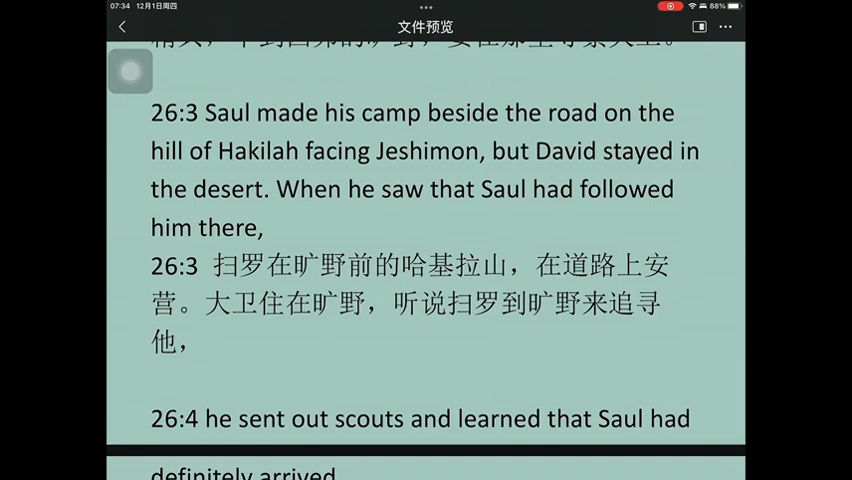 07:34 12月1日周四
88%
文件预览
26:3 Saul made his camp beside the road on the
hill of Hakilah facing Jeshimon, but David stayed in
the desert. When he saw that Saul had followed
him there,
26:3 扫罗在旷野前的哈基拉山，在道路上安
营。大卫住在旷野，听说扫罗到旷野来追寻
他，
26:4 he sent out scouts and learned that Saul had
definitely arrived